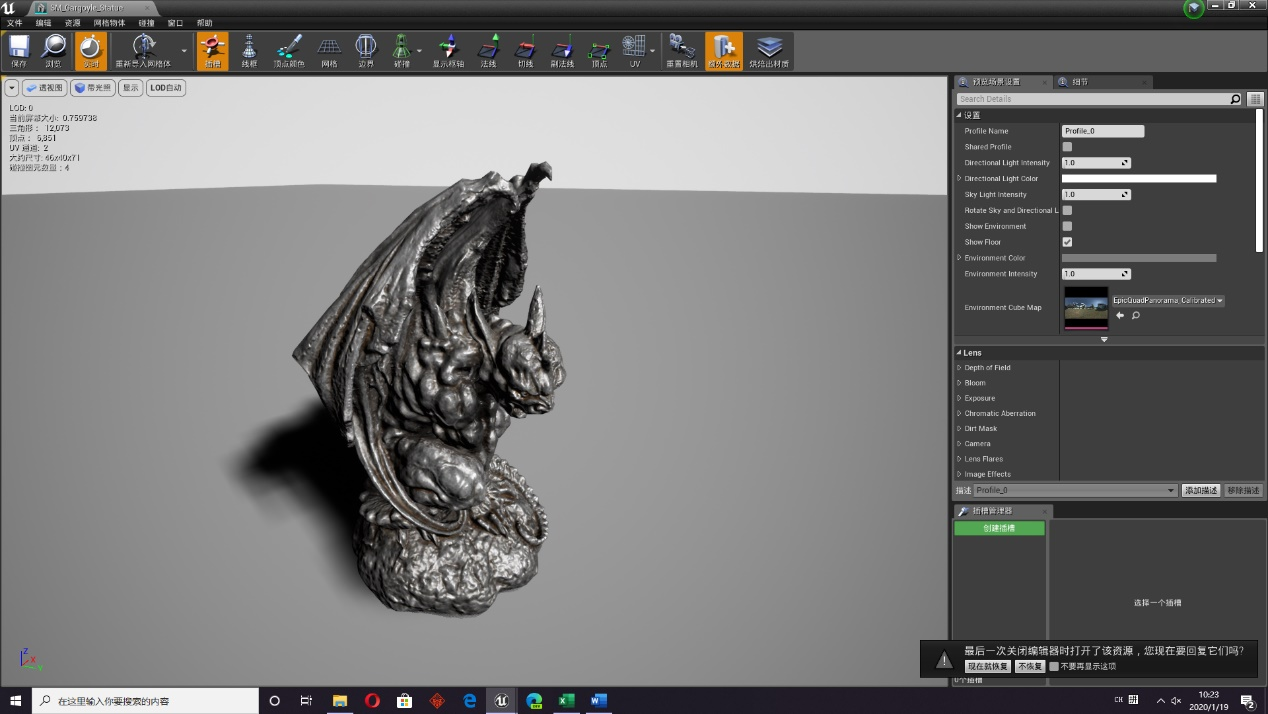 SM_Gargoyle_Statue
文件 编辑 资源 网格物体 碰撞 窗口 帮助
保存 浏览 实时 重新导入网格体 插槽 线框 顶点颜色 网格 边界 碰撞 显示枢轴 法线 切线 副法线 顶点 UV 重置相机 额外数据 烘焙出材质
透视图 带光照 显示 LOD自动
LOD: 0
当前屏幕大小: 0.759738
三角形: 12,073
顶点: 6,851
UV 通道: 2
大约尺寸: 46x40x71
碰撞图元数量: 4
预览场景设置 细节
Search Details
设置
Profile Name Profile_0
Shared Profile
Directional Light Intensity 1.0
Directional Light Color
Sky Light Intensity 1.0
Rotate Sky and Directional L
Show Environment
Show Floor
Environment Color
Environment Intensity 1.0
Environment Cube Map EpicQuadPanorama_Calibrated
Lens
Depth of Field
Bloom
Exposure
Chromatic Aberration
Dirt Mask
Camera
Lens Flares
Image Effects
描述 Profile_0 添加描述 移除描述
插槽管理器
创建插槽
选择一个插槽
最后一次关闭编辑器时打开了该资源，您现在要回复它们吗?
现在就恢复 不恢复 不要再显示这项
0个插槽
Z X Y
在这里输入你要搜索的内容
10:23
2020/1/19